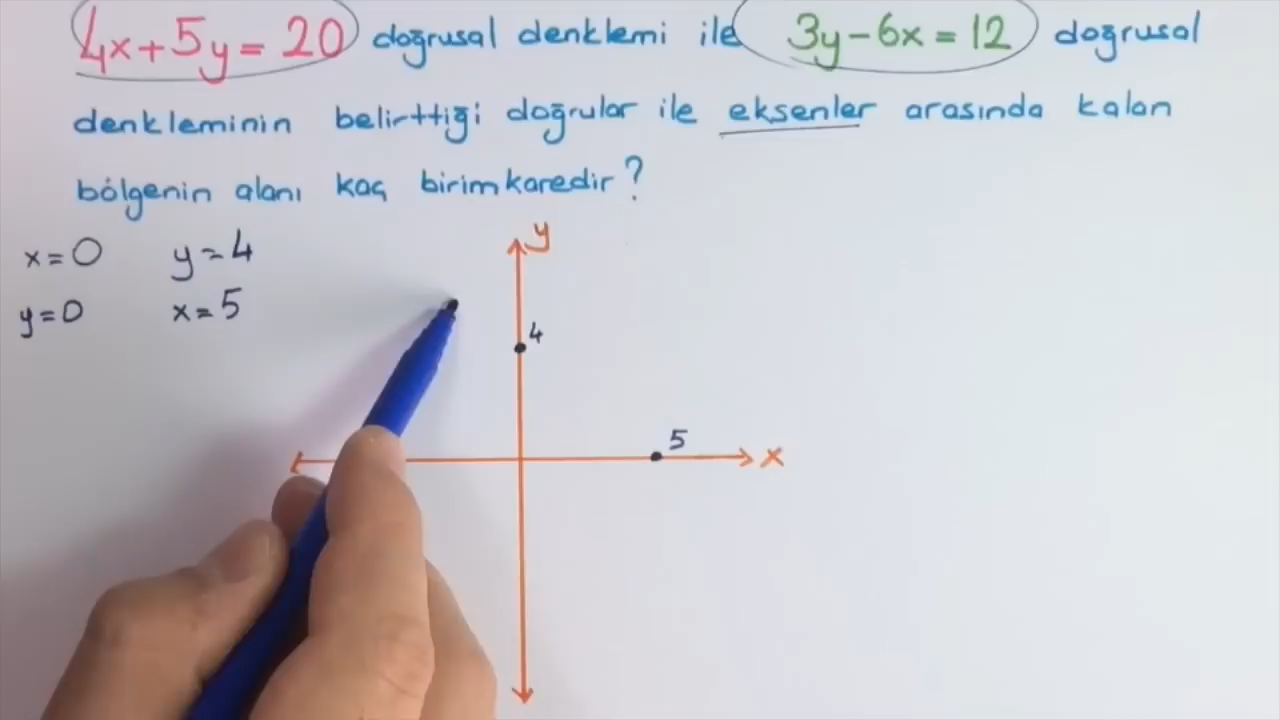 4x+5y=20 doğrusal denklemi ile 3y-6x=12 doğrusal
denkleminin belirttiği doğrular ile eksenler arasında kalan
bölgenin alanı kaç birimkaredir?
x=0 y=4
y=0 x=5
y
4
5
x